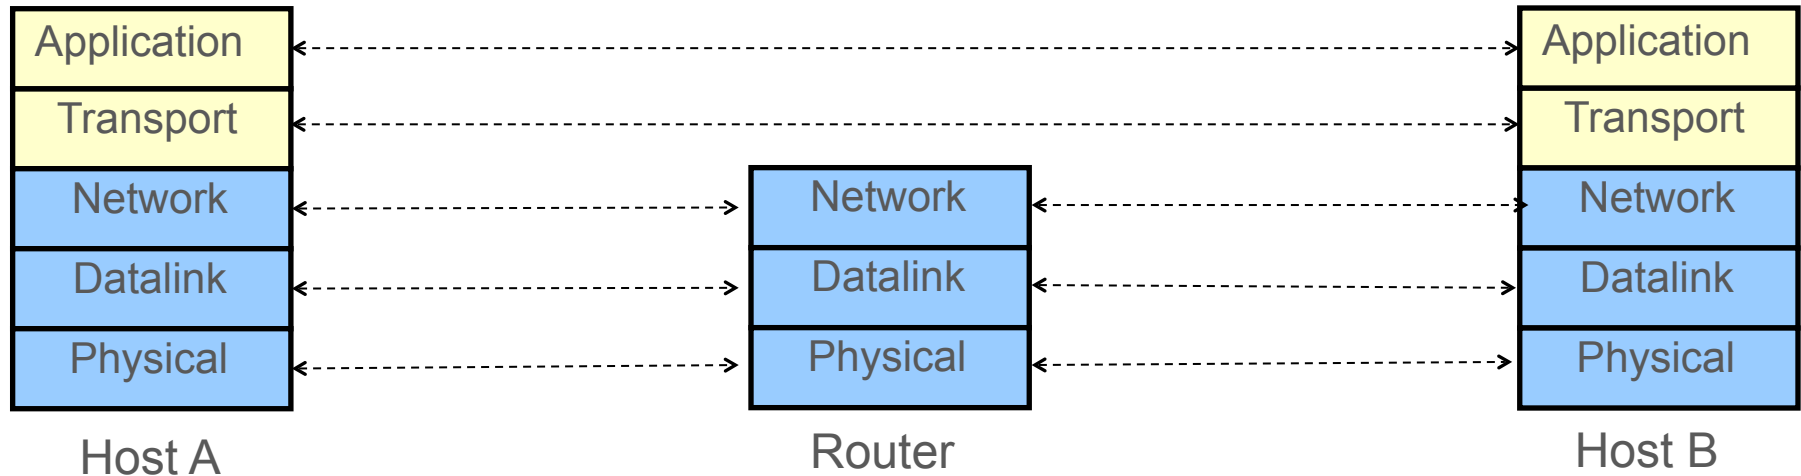 Application
Application
Transport
Transport
Network
Network
Network
Datalink
Datalink
Datalink
Physical
Physical
Physical
Host A
Router
Host B